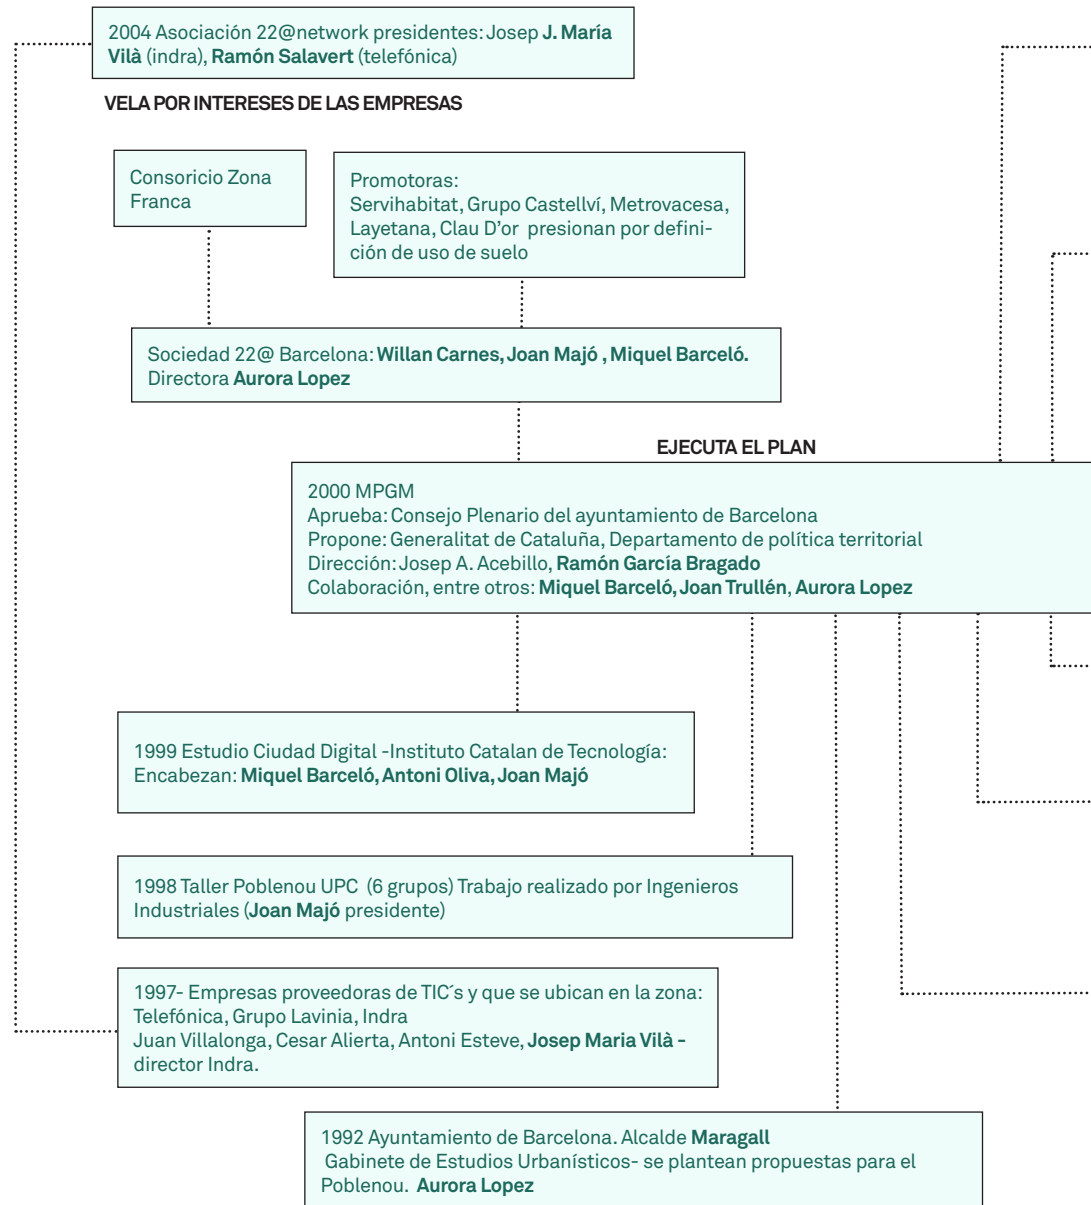 2004 Asociación 22@network presidentes: Josep J. María
Vilà (indra), Ramón Salavert (telefónica)
VELA POR INTERESES DE LAS EMPRESAS
Consoricio Zona
Franca
Promotoras:
Servihabitat, Grupo Castellví, Metrovacesa,
Layetana, Clau D'or presionan por defini-
ción de uso de suelo
Sociedad 22@ Barcelona: Willan Carnes, Joan Majó , Miquel Barceló.
Directora Aurora Lopez
EJECUTA EL PLAN
2000 MPGM
Aprueba: Consejo Plenario del ayuntamiento de Barcelona
Propone: Generalitat de Cataluña, Departamento de política territorial
Dirección: Josep A. Acebillo, Ramón García Bragado
Colaboración, entre otros: Miquel Barceló, Joan Trullén, Aurora Lopez
1999 Estudio Ciudad Digital -Instituto Catalan de Tecnología:
Encabezan: Miquel Barceló, Antoni Oliva, Joan Majó
1998 Taller Poblenou UPC (6 grupos) Trabajo realizado por Ingenieros
Industriales (Joan Majó presidente)
1997- Empresas proveedoras de TIC´s y que se ubican en la zona:
Telefónica, Grupo Lavinia, Indra
Juan Villalonga, Cesar Alierta, Antoni Esteve, Josep Maria Vilà -
director Indra.
1992 Ayuntamiento de Barcelona. Alcalde Maragall
Gabinete de Estudios Urbanísticos- se plantean propuestas para el
Poblenou. Aurora Lopez